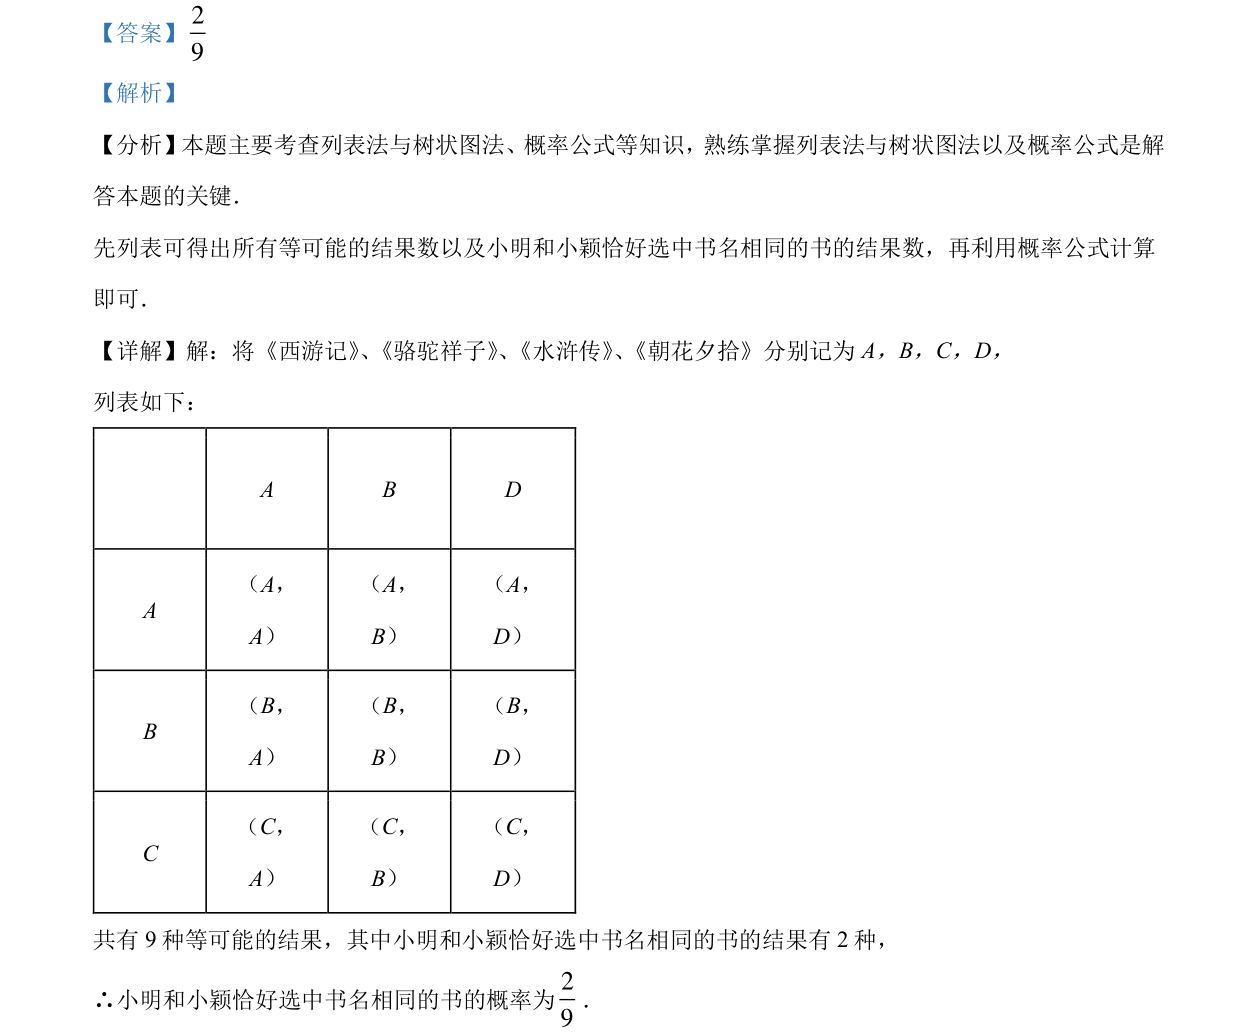 【答案】2/9
【解析】
【分析】本题主要考查列表法与树状图法、概率公式等知识，熟练掌握列表法与树状图法以及概率公式是解
答本题的关键．
先列表可得出所有等可能的结果数以及小明和小颖恰好选中书名相同的书的结果数，再利用概率公式计算
即可．
【详解】解：将《西游记》、《骆驼祥子》、《水浒传》、《朝花夕拾》分别记为 A，B，C，D，
列表如下：
A B D
（A， （A， （A，
A
A） B） D）
（B， （B， （B，
B
A） B） D）
（C， （C， （C，
C
A） B） D）
共有 9 种等可能的结果，其中小明和小颖恰好选中书名相同的书的结果有 2 种，
∴小明和小颖恰好选中书名相同的书的概率为 2/9．